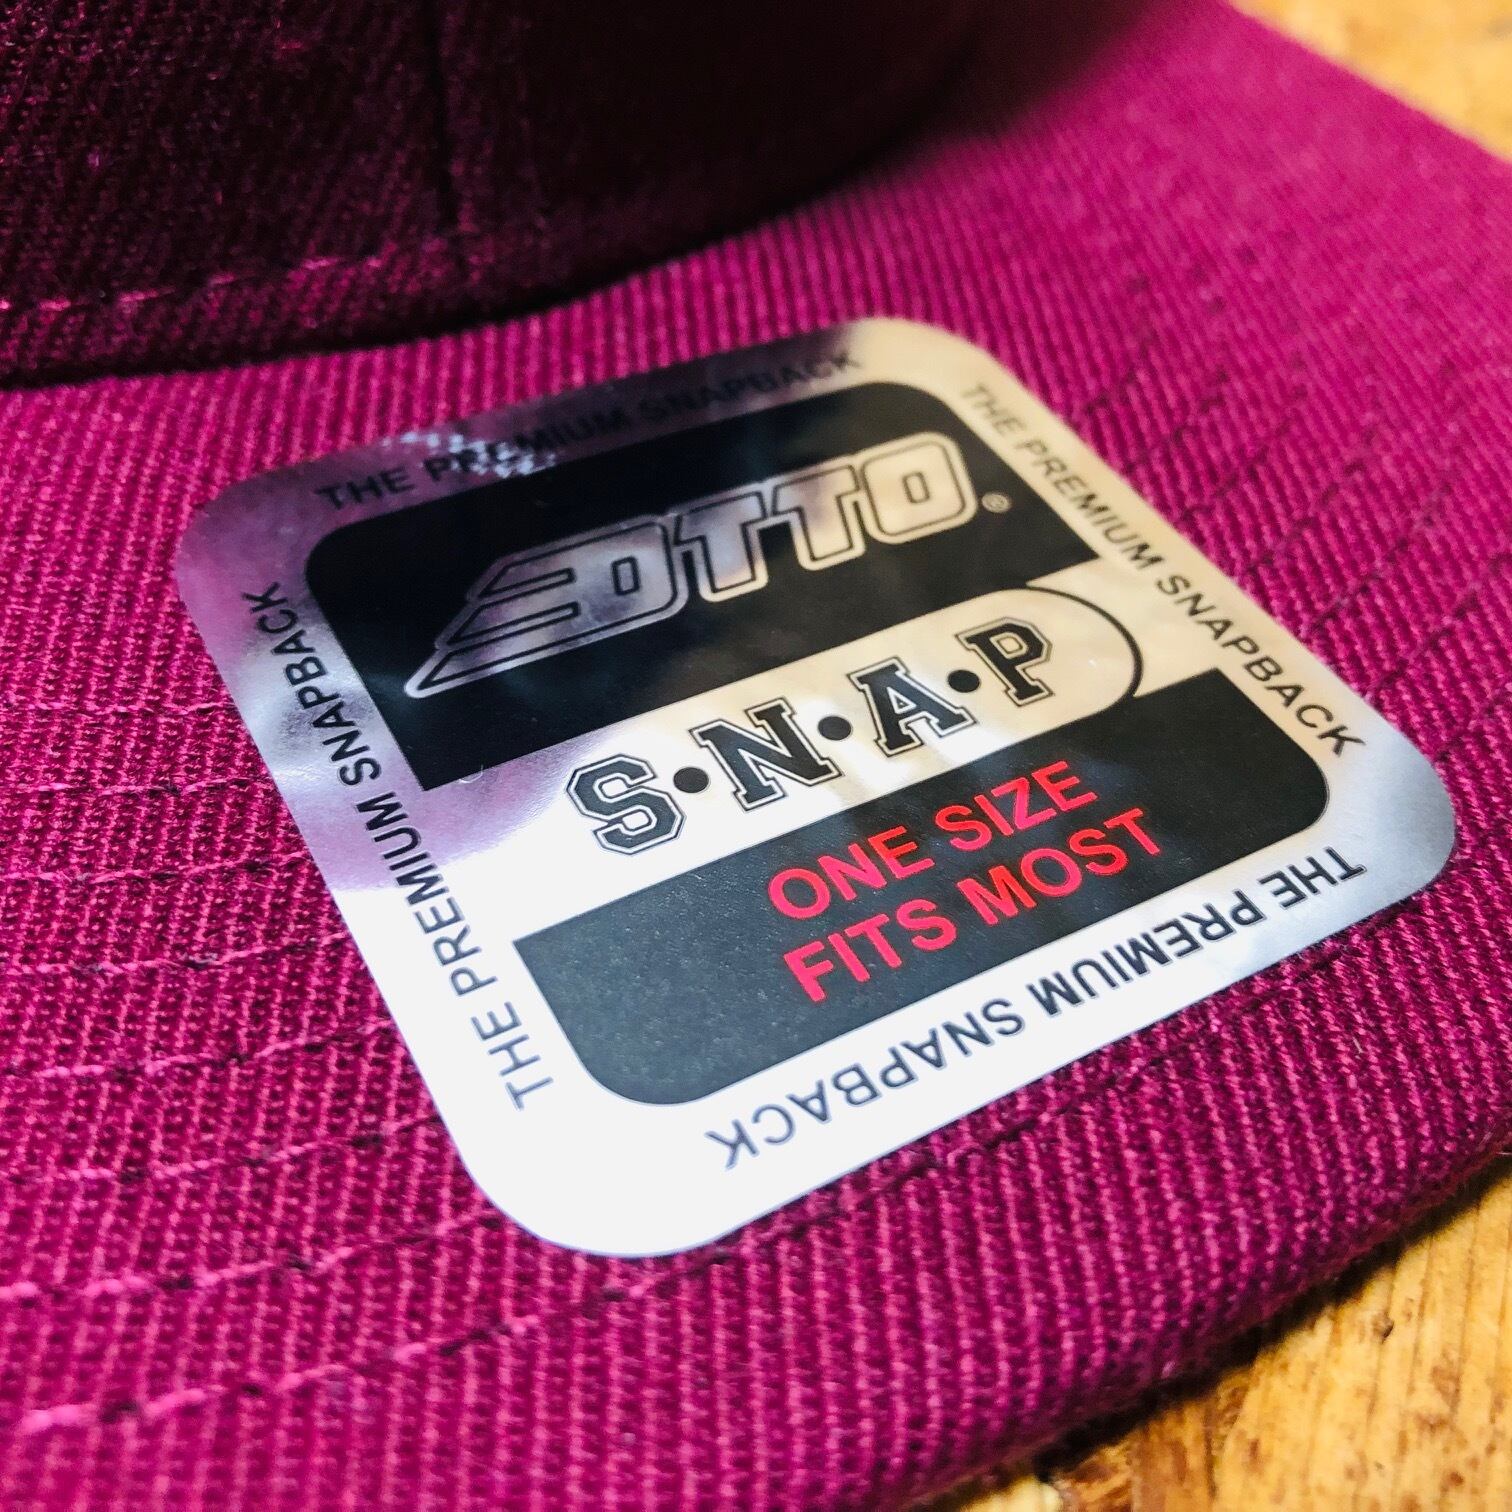 THE PREMIUM SNAPBACK
OTTO®
S•N•A•P
ONE SIZE
FITS MOST
THE PREMIUM SNAPBACK
THE PREMIUM SNAPBACK
THE PREMIUM SNAPBACK